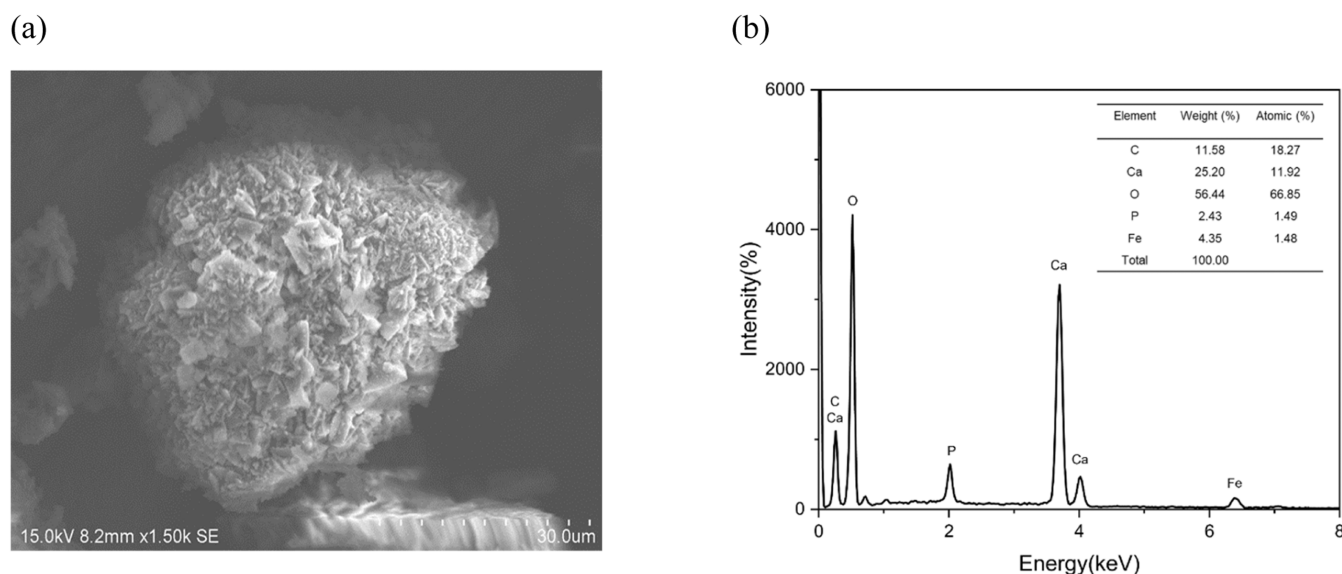 (a)
(b)
15.0kV 8.2mm x1.50k SE
30.0um
6000
4000
2000
0
Intensity(%)
0 2 4 6 8
Energy(keV)
C
Ca
O
P
Ca
Ca
Fe
Element Weight (%) Atomic (%)
C 11.58 18.27
Ca 25.20 11.92
O 56.44 66.85
P 2.43 1.49
Fe 4.35 1.48
Total 100.00